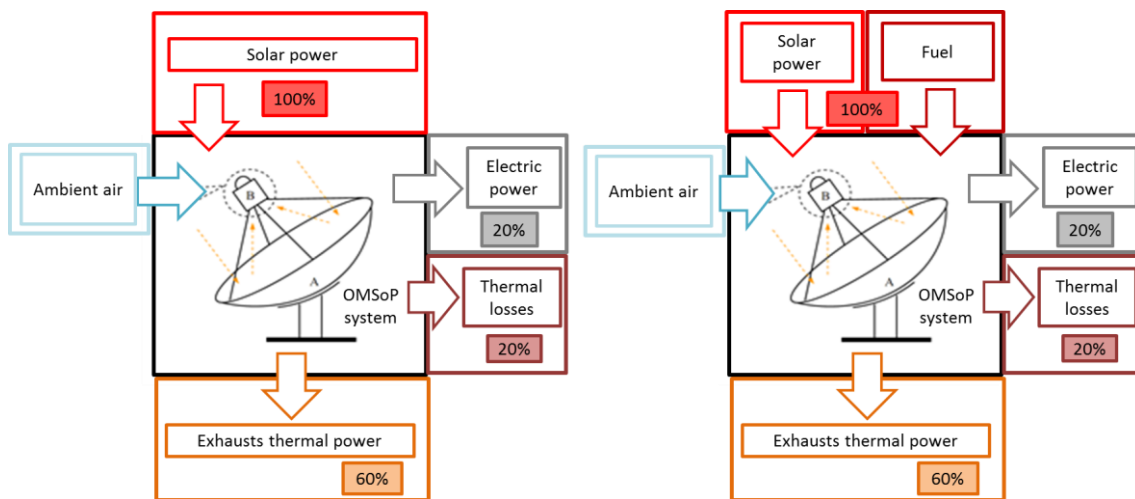 Solar power
100%
Ambient air
B
A
OMSoP
system
Electric
power
20%
Thermal
losses
20%
Exhausts thermal power
60%
Solar
power
Fuel
100%
Ambient air
B
A
OMSoP
system
Electric
power
20%
Thermal
losses
20%
Exhausts thermal power
60%